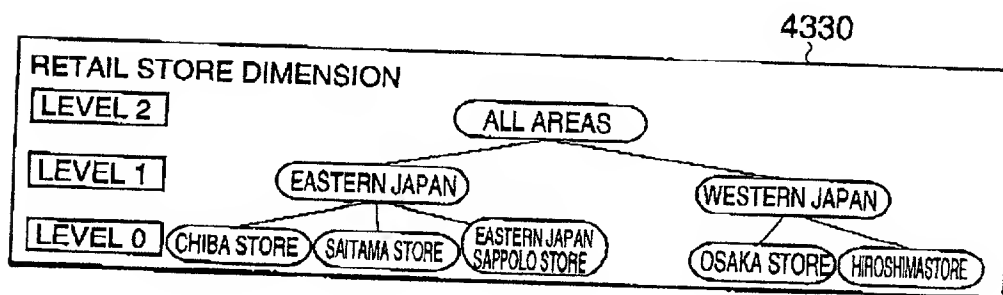 4330
RETAIL STORE DIMENSION
LEVEL 2
ALL AREAS
LEVEL 1
EASTERN JAPAN
WESTERN JAPAN
LEVEL 0
CHIBA STORE
SAITAMA STORE
EASTERN JAPAN
SAPPOLO STORE
OSAKA STORE
HIROSHIMASTORE